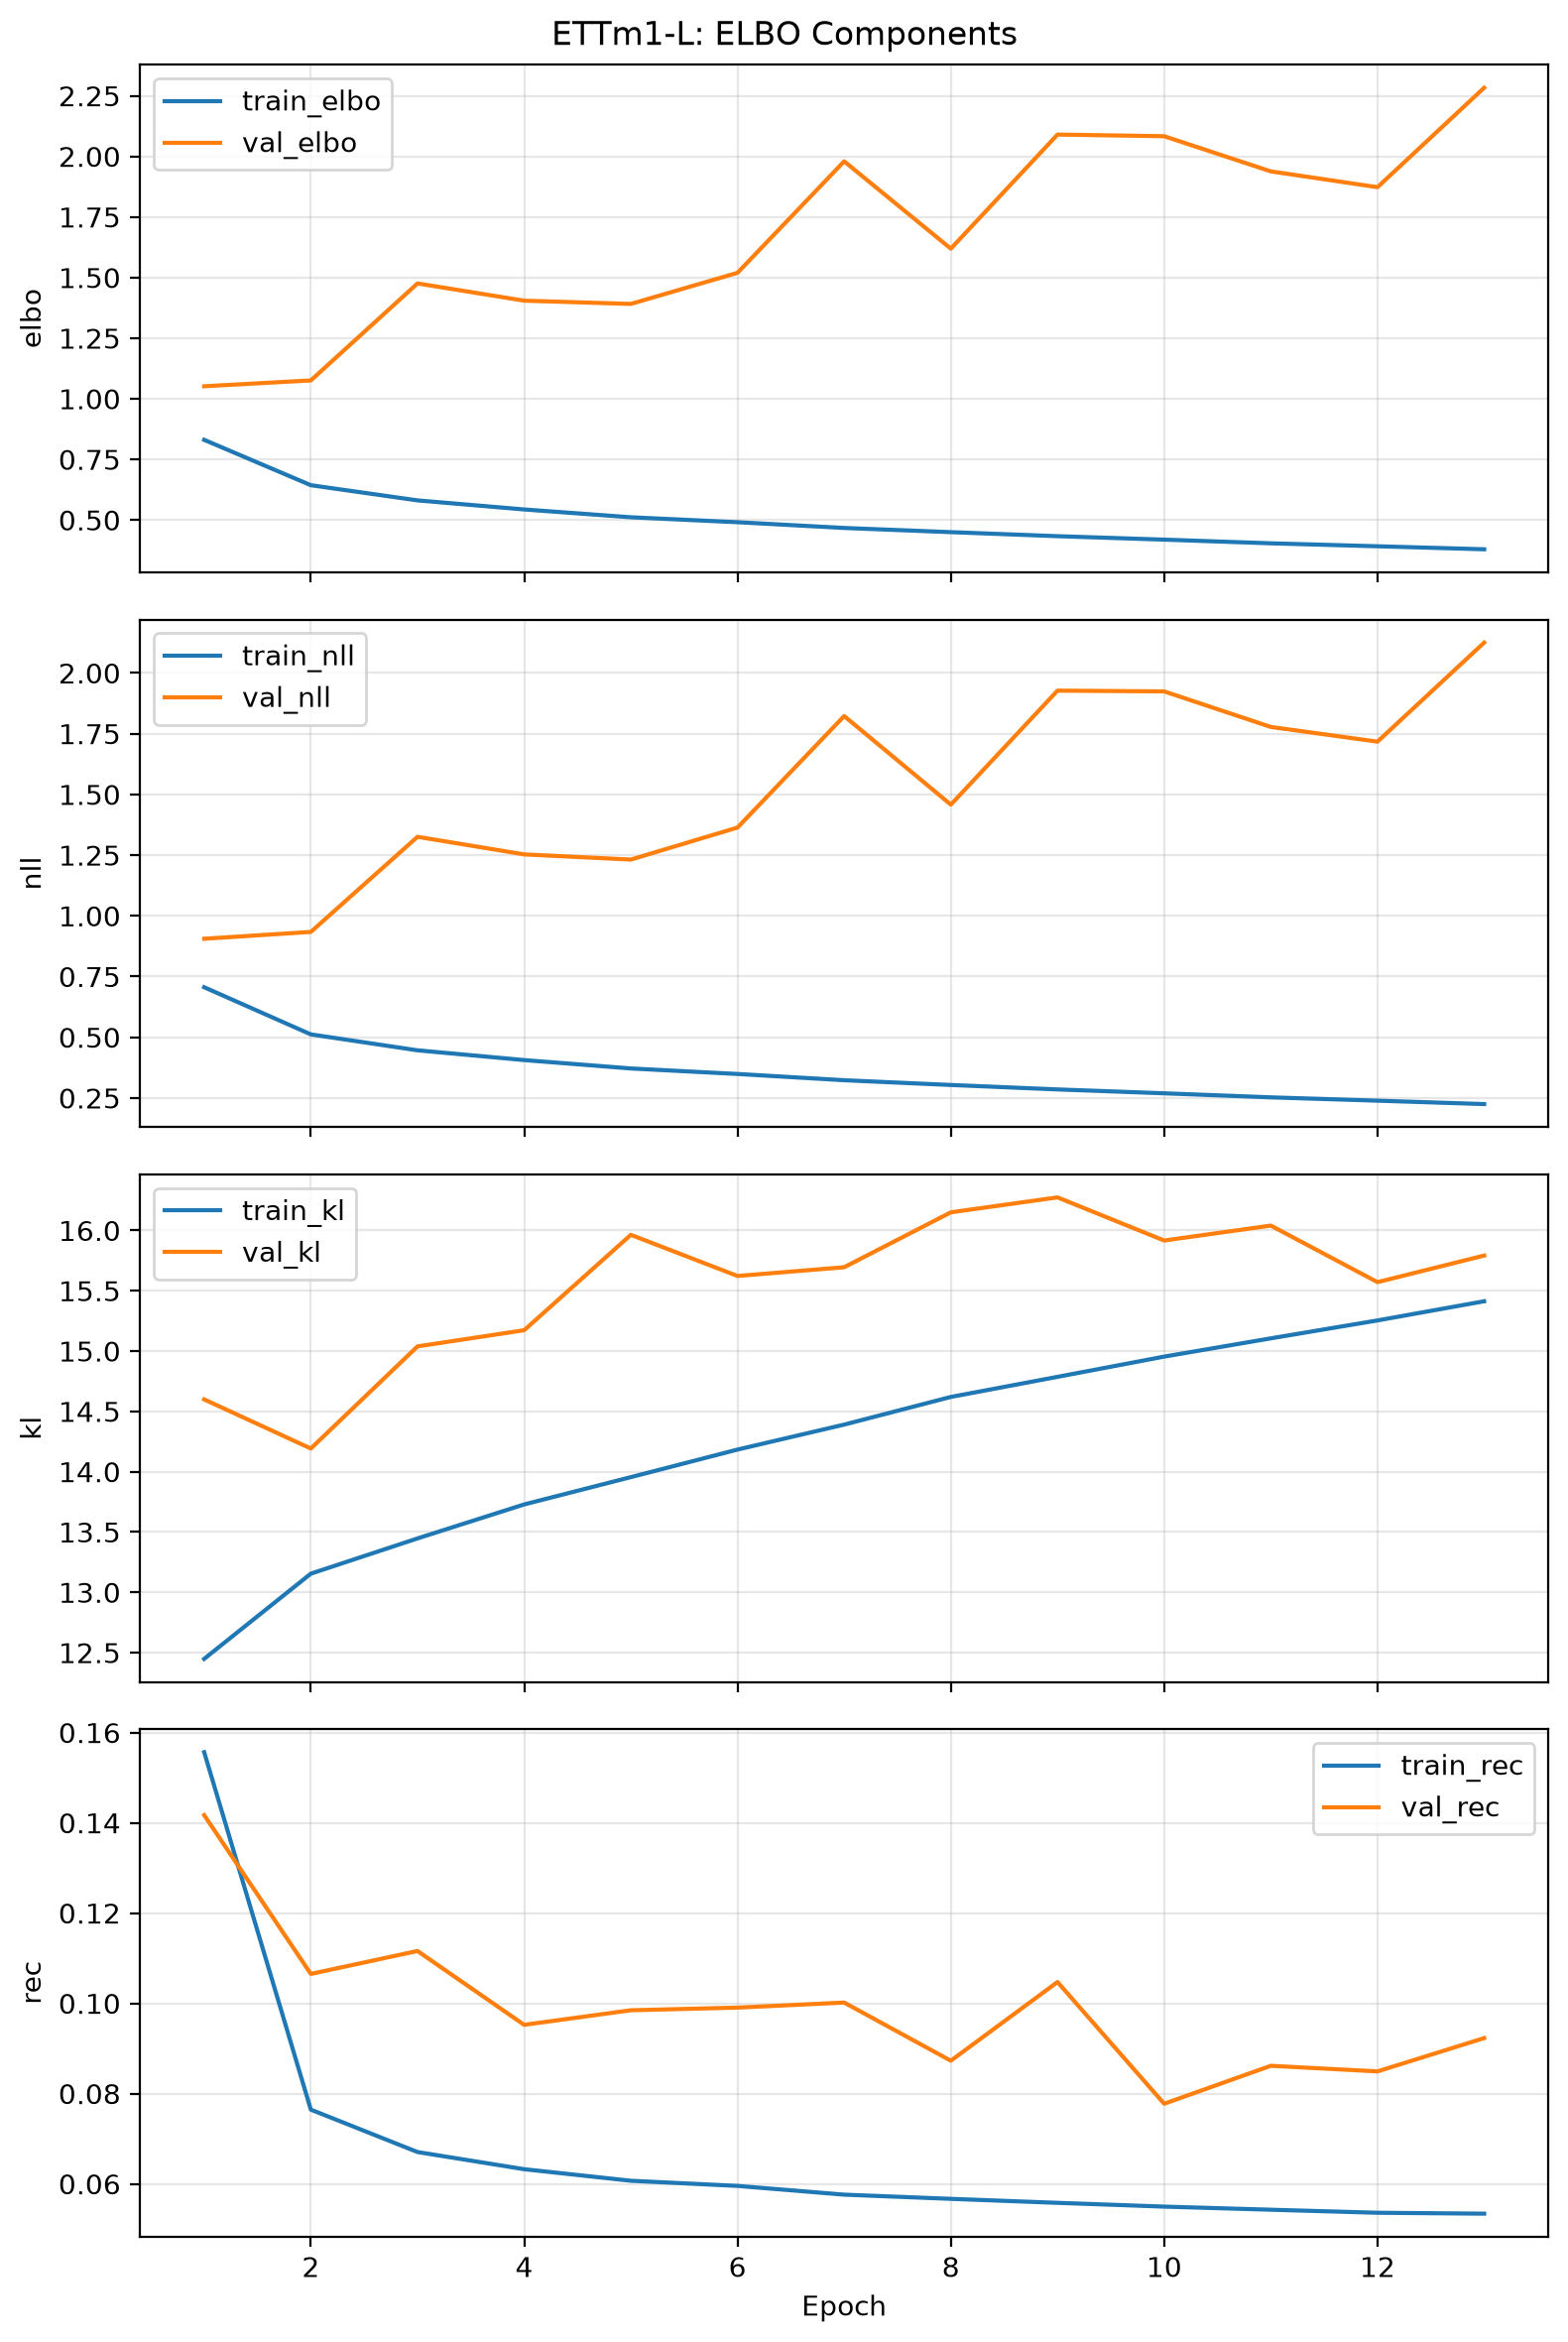 ETTm1-L: ELBO Components
train_elbo
val_elbo
2.25
2.00
1.75
1.50
1.25
1.00
0.75
0.50
elbo
train_nll
val_nll
2.00
1.75
1.50
1.25
1.00
0.75
0.50
0.25
nll
train_kl
val_kl
16.0
15.5
15.0
14.5
14.0
13.5
13.0
12.5
kl
train_rec
val_rec
0.16
0.14
0.12
0.10
0.08
0.06
rec
2 4 6 8 10 12
Epoch